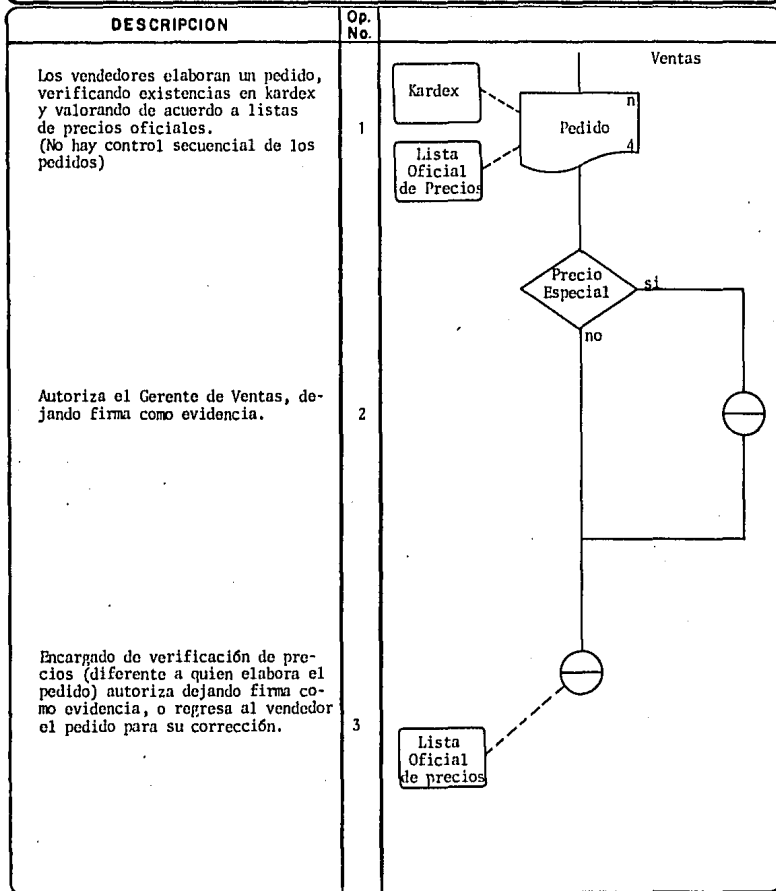 DESCRIPCION
Op.
No.
Ventas
Los vendedores elaboran un pedido,
verificando existencias en kardex
y valorando de acuerdo a listas
de precios oficiales.
(No hay control secuencial de los
pedidos)
1
Kardex
Lista
Oficial
de Precios
n
Pedido
4
Precio
Especial
si
no
Autoriza el Gerente de Ventas, de-
jando firma como evidencia.
2
Encargado de verificación de pre-
cios (diferente a quien elabora el
pedido) autoriza dejando firma co-
mo evidencia, o regresa al vendedor
el pedido para su corrección.
3
Lista
Oficial
de precios